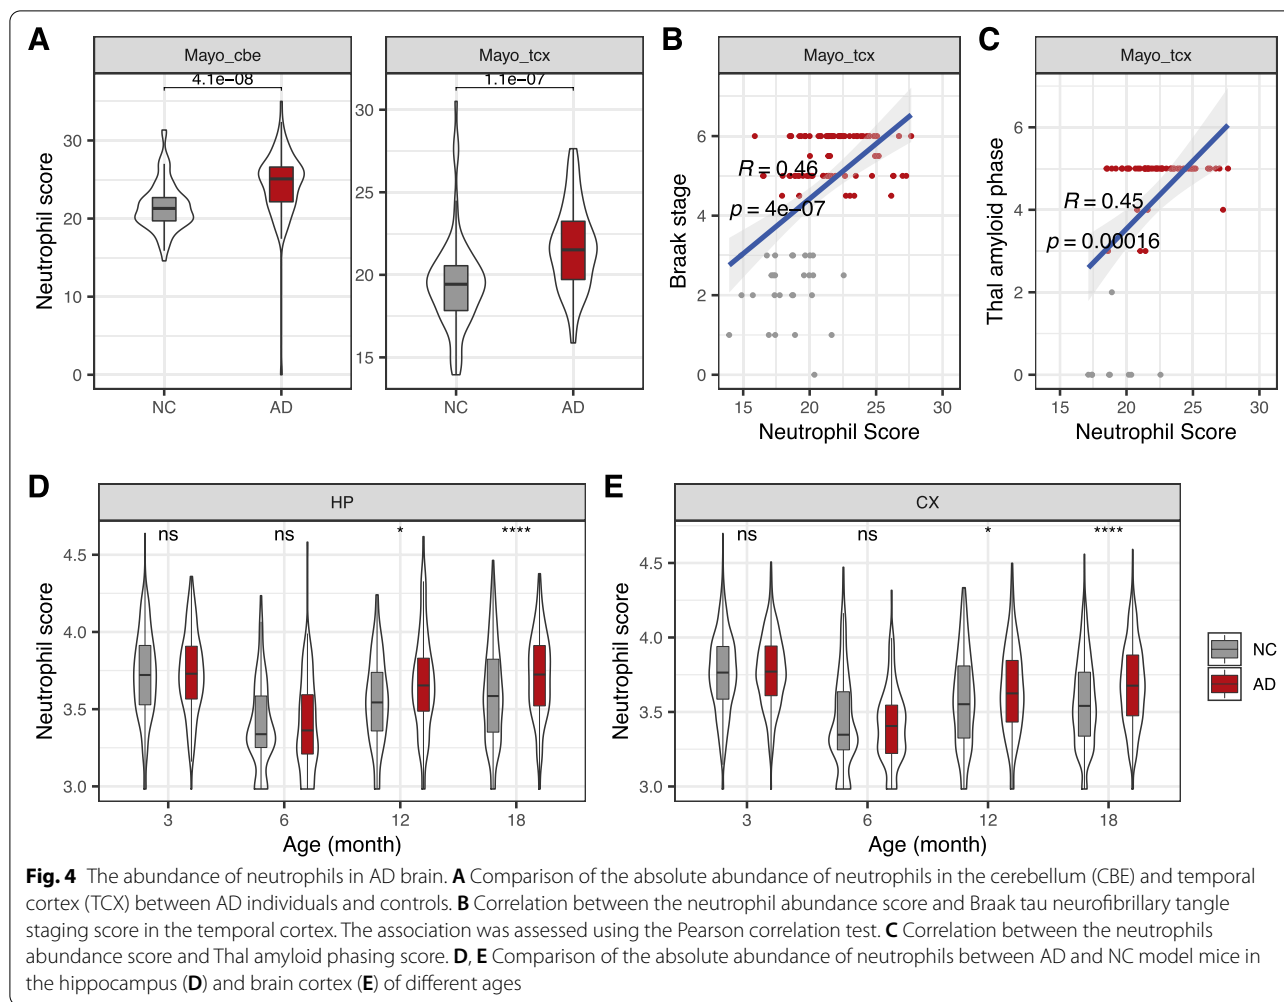 A
Mayo_cbe
Mayo_tcx
4.1e−08
1.1e−07
Neutrophil score
30
20
10
0
30
25
20
15
NC
AD
NC
AD
B
Mayo_tcx
R = 0.46
p = 4e−07
Braak stage
6
4
2
0
15
20
25
30
Neutrophil Score
C
Mayo_tcx
R = 0.45
p = 0.00016
Thal amyloid phase
6
4
2
0
15
20
25
30
Neutrophil Score
D
HP
ns
ns
*
****
Neutrophil score
4.5
4.0
3.5
3.0
3
6
12
18
Age (month)
E
CX
ns
ns
*
****
Neutrophil score
4.5
4.0
3.5
3.0
3
6
12
18
Age (month)
NC
AD
Fig. 4 The abundance of neutrophils in AD brain. A Comparison of the absolute abundance of neutrophils in the cerebellum (CBE) and temporal
cortex (TCX) between AD individuals and controls. B Correlation between the neutrophil abundance score and Braak tau neurofibrillary tangle
staging score in the temporal cortex. The association was assessed using the Pearson correlation test. C Correlation between the neutrophils
abundance score and Thal amyloid phasing score. D, E Comparison of the absolute abundance of neutrophils between AD and NC model mice in
the hippocampus (D) and brain cortex (E) of different ages